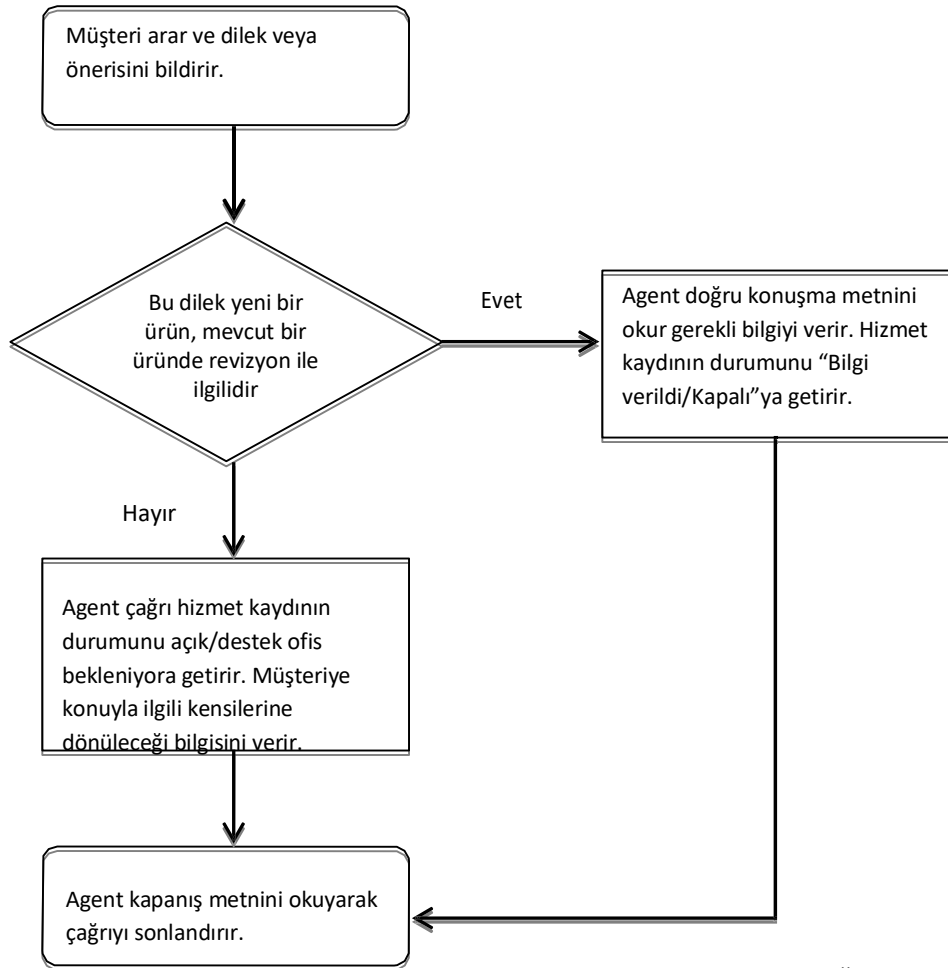 Müşteri arar ve dilek veya
önerisini bildirir.
Bu dilek yeni bir
ürün, mevcut bir
üründe revizyon ile
ilgilidir
Evet
Agent doğru konuşma metnini
okur gerekli bilgiyi verir. Hizmet
kaydının durumunu “Bilgi
verildi/Kapalı”ya getirir.
Hayır
Agent çağrı hizmet kaydının
durumunu açık/destek ofis
bekleniyora getirir. Müşteriye
konuyla ilgili kensilerine
dönüleceği bilgisini verir.
Agent kapanış metnini okuyarak
çağrıyı sonlandırır.